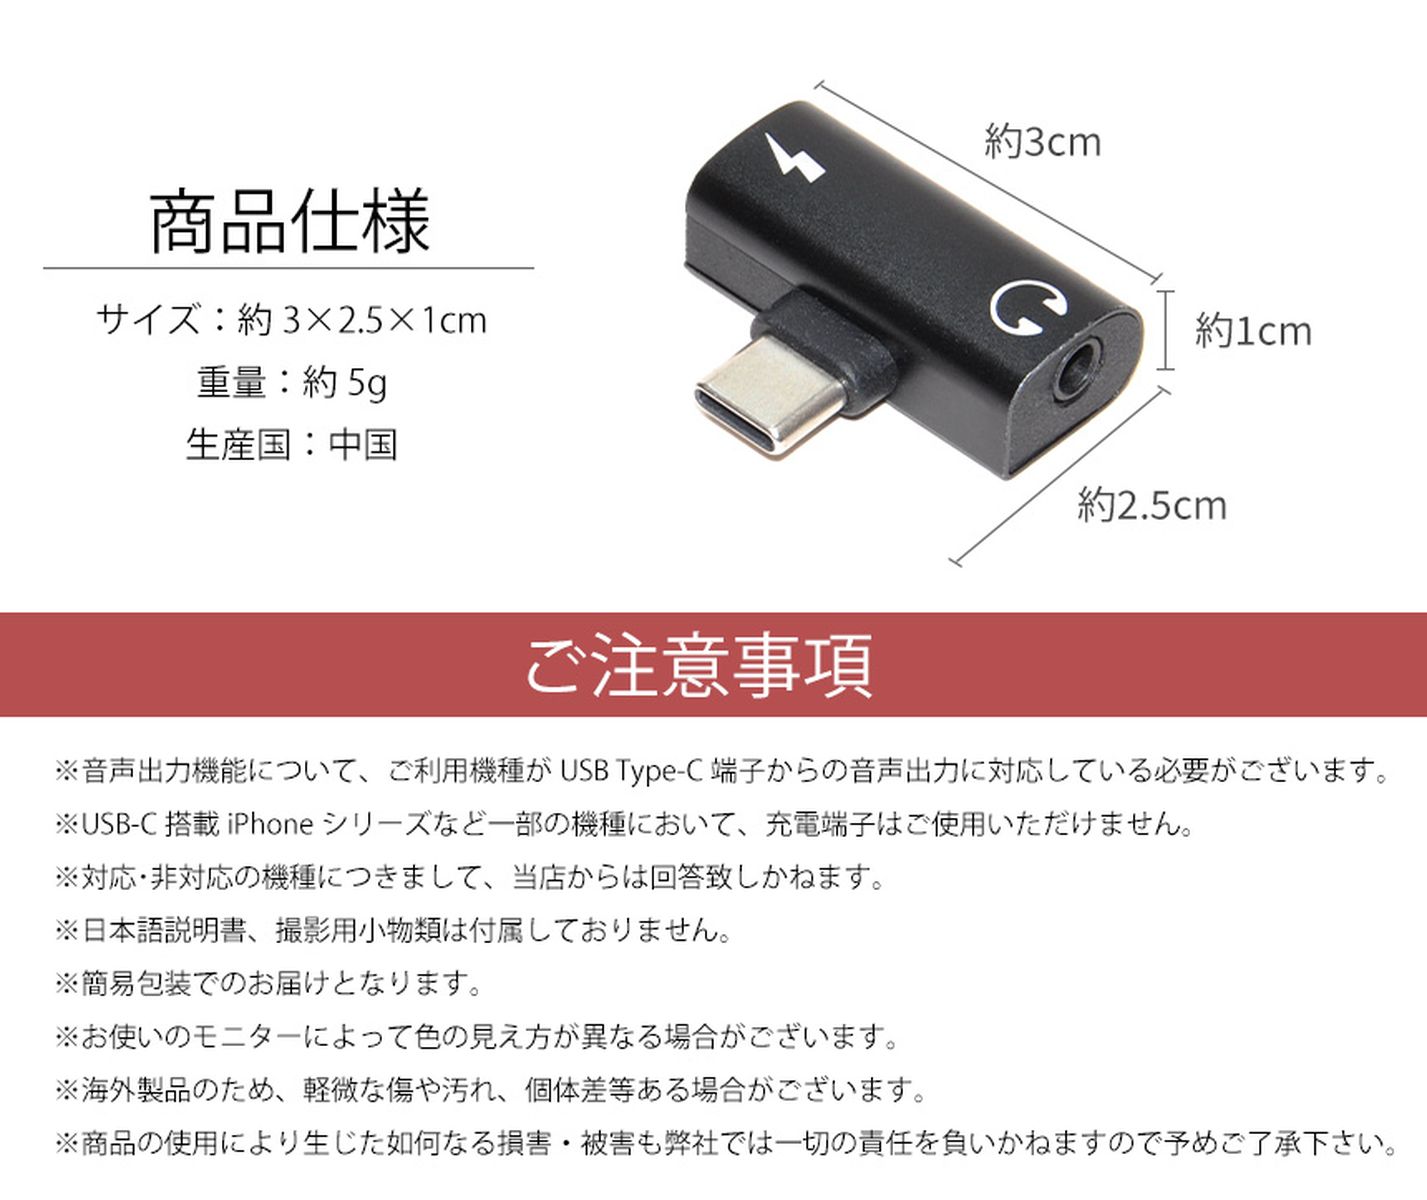 商品仕様
サイズ：約 3×2.5×1cm
重量：約 5g
生産国：中国
約3cm
約1cm
約2.5cm
ご注意事項
※音声出力機能について、ご利用機種が USB Type-C 端子からの音声出力に対応している必要がございます。
※USB-C 搭載 iPhone シリーズなど一部の機種において、充電端子はご使用いただけません。
※対応･非対応の機種につきまして、当店からは回答致しかねます。
※日本語説明書、撮影用小物類は付属しておりません。
※簡易包装でのお届けとなります。
※お使いのモニターによって色の見え方が異なる場合がございます。
※海外製品のため、軽微な傷や汚れ、個体差等ある場合がございます。
※商品の使用により生じた如何なる損害・被害も弊社では一切の責任を負いかねますので予めご了承下さい。